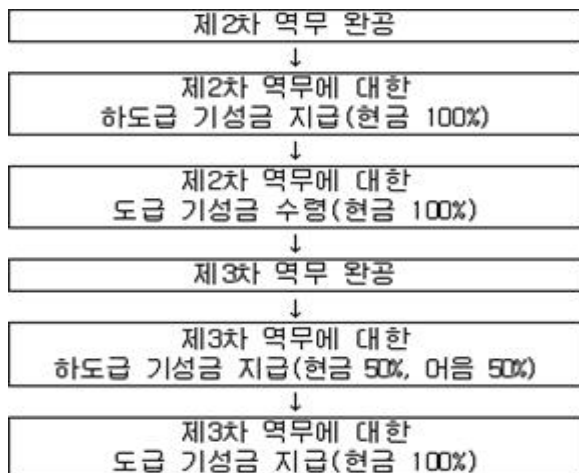 제2차 역무 완공
↓
제2차 역무에 대한
하도급 기성금 지급(현금 100%)
↓
제2차 역무에 대한
도급 기성금 수령(현금 100%)
↓
제3차 역무 완공
↓
제3차 역무에 대한
하도급 기성금 지급(현금 50%, 어음 50%)
↓
제3차 역무에 대한
도급 기성금 지급(현금 100%)